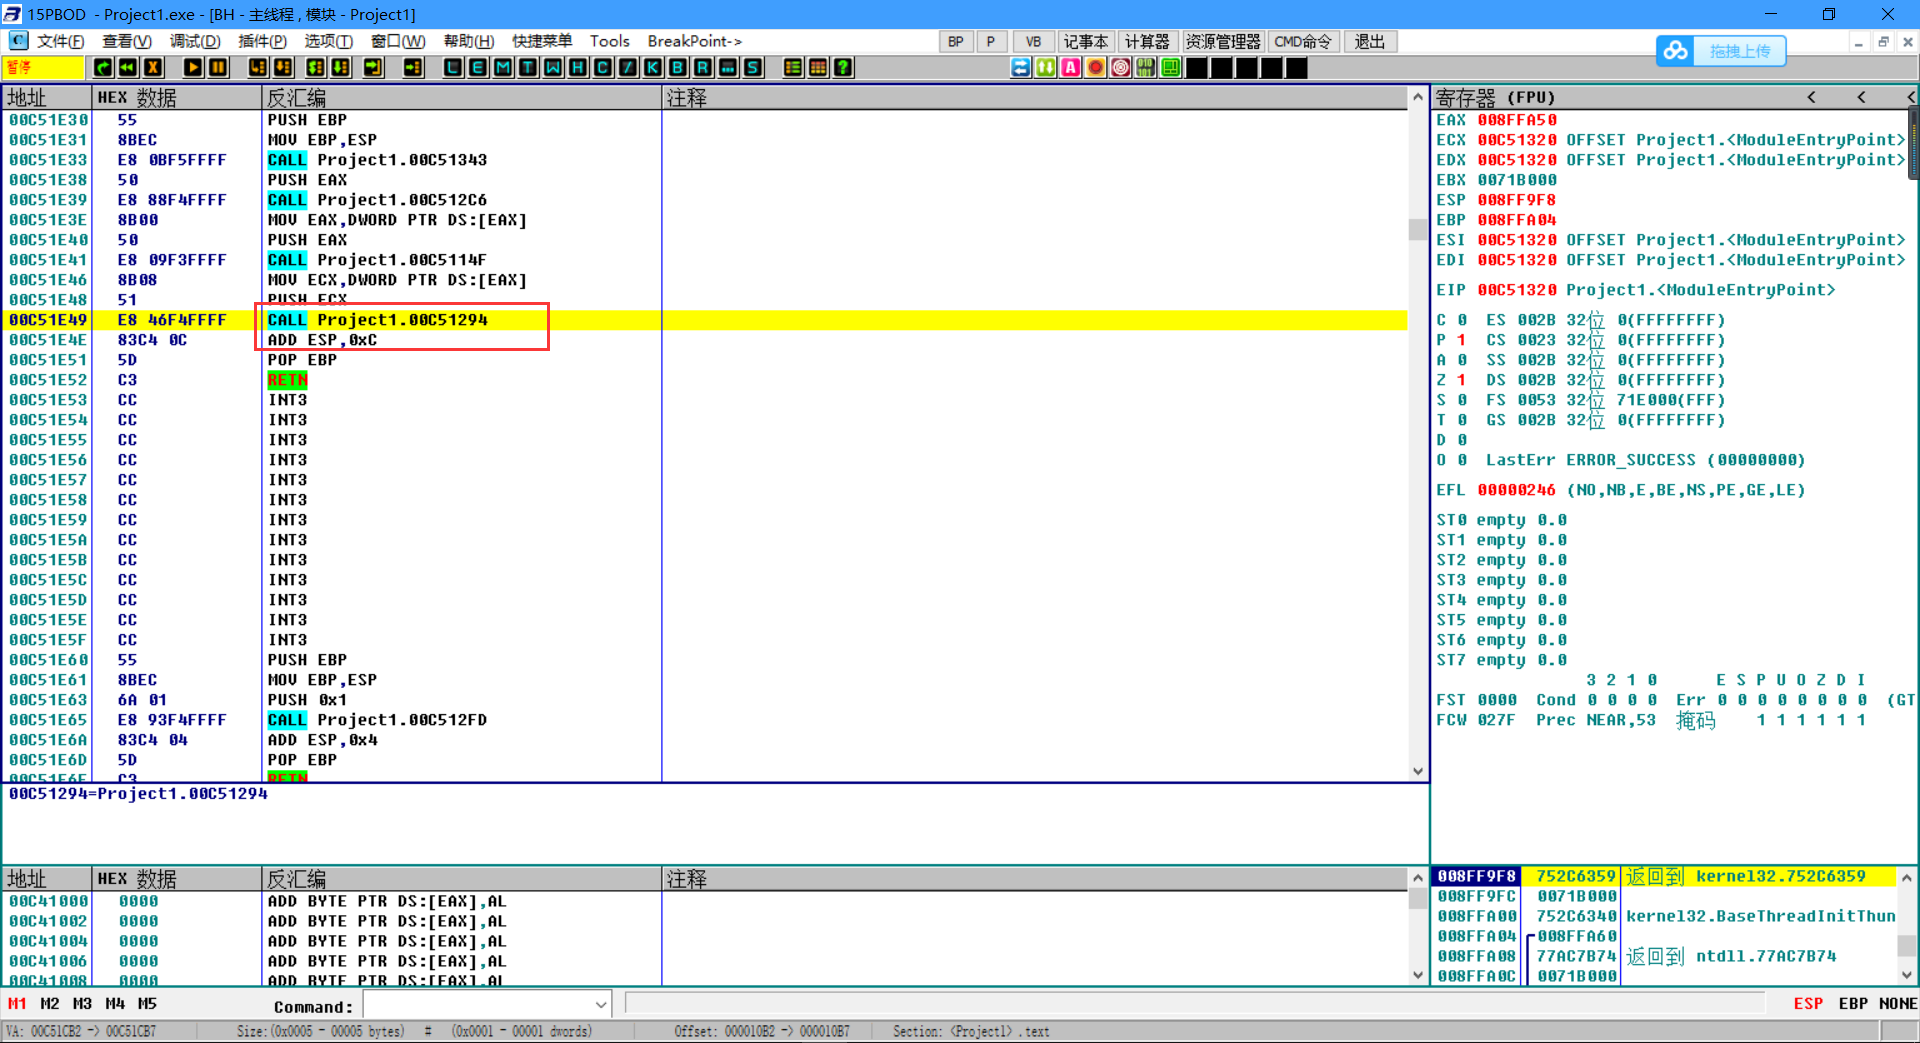 15PBOD - Project1.exe - [BH - 主线程 , 模块 - Project1]
文件(F) 查看(V) 调试(D) 插件(P) 选项(T) 窗口(W) 帮助(H) 快捷菜单 Tools BreakPoint-> BP P VB 记事本 计算器 资源管理器 CMD命令 退出 拖拽上传
暂停 L E M T W H C / K B R ... S ? A
地址 HEX 数据 反汇编 注释
00C51E30 55 PUSH EBP
00C51E31 8BEC MOV EBP,ESP
00C51E33 E8 0BF5FFFF CALL Project1.00C51343
00C51E38 50 PUSH EAX
00C51E39 E8 88F4FFFF CALL Project1.00C512C6
00C51E3E 8B00 MOV EAX,DWORD PTR DS:[EAX]
00C51E40 50 PUSH EAX
00C51E41 E8 09F3FFFF CALL Project1.00C5114F
00C51E46 8B08 MOV ECX,DWORD PTR DS:[EAX]
00C51E48 51 PUSH ECX
00C51E49 E8 46F4FFFF CALL Project1.00C51294
00C51E4E 83C4 0C ADD ESP,0xC
00C51E51 5D POP EBP
00C51E52 C3 RETN
00C51E53 CC INT3
00C51E54 CC INT3
00C51E55 CC INT3
00C51E56 CC INT3
00C51E57 CC INT3
00C51E58 CC INT3
00C51E59 CC INT3
00C51E5A CC INT3
00C51E5B CC INT3
00C51E5C CC INT3
00C51E5D CC INT3
00C51E5E CC INT3
00C51E5F CC INT3
00C51E60 55 PUSH EBP
00C51E61 8BEC MOV EBP,ESP
00C51E63 6A 01 PUSH 0x1
00C51E65 E8 93F4FFFF CALL Project1.00C512FD
00C51E6A 83C4 04 ADD ESP,0x4
00C51E6D 5D POP EBP
00C51E6E C3 RETN
00C51294=Project1.00C51294
寄存器 (FPU) < < <
EAX 008FFA50
ECX 00C51320 OFFSET Project1.<ModuleEntryPoint>
EDX 00C51320 OFFSET Project1.<ModuleEntryPoint>
EBX 0071B000
ESP 008FF9F8
EBP 008FFA04
ESI 00C51320 OFFSET Project1.<ModuleEntryPoint>
EDI 00C51320 OFFSET Project1.<ModuleEntryPoint>
EIP 00C51320 Project1.<ModuleEntryPoint>
C 0 ES 002B 32位 0(FFFFFFFF)
P 1 CS 0023 32位 0(FFFFFFFF)
A 0 SS 002B 32位 0(FFFFFFFF)
Z 1 DS 002B 32位 0(FFFFFFFF)
S 0 FS 0053 32位 71E000(FFF)
T 0 GS 002B 32位 0(FFFFFFFF)
D 0
O 0 LastErr ERROR_SUCCESS (00000000)
EFL 00000246 (NO,NB,E,BE,NS,PE,GE,LE)
ST0 empty 0.0
ST1 empty 0.0
ST2 empty 0.0
ST3 empty 0.0
ST4 empty 0.0
ST5 empty 0.0
ST6 empty 0.0
ST7 empty 0.0
3 2 1 0 E S P U O Z D I
FST 0000 Cond 0 0 0 0 Err 0 0 0 0 0 0 0 0 (GT
FCW 027F Prec NEAR,53 掩码 1 1 1 1 1 1
地址 HEX 数据 反汇编 注释
00C41000 0000 ADD BYTE PTR DS:[EAX],AL
00C41002 0000 ADD BYTE PTR DS:[EAX],AL
00C41004 0000 ADD BYTE PTR DS:[EAX],AL
00C41006 0000 ADD BYTE PTR DS:[EAX],AL
00C41008 0000 ADD BYTE PTR DS:[EAX],AL
008FF9F8 752C6359 返回到 kernel32.752C6359
008FF9FC 0071B000
008FFA00 752C6340 kernel32.BaseThreadInitThun
008FFA04 008FFA60
008FFA08 77AC7B74 返回到 ntdll.77AC7B74
008FFA0C 0071B000
M1 M2 M3 M4 M5 Command: ESP EBP NONE
VA: 00C51CB2 -> 00C51CB7 Size:(0x0005 - 00005 bytes) # (0x0001 - 00001 dwords) Offset: 000010B2 -> 000010B7 Section: <Project1> .text